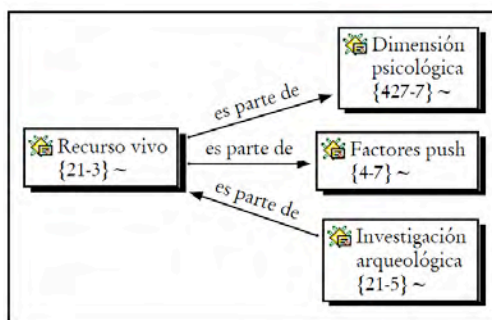 Dimensión
psicológica
{427-7} ~
es parte de
Recurso vivo
{21-3} ~
es parte de
Factores push
{4-7} ~
es parte de
Investigación
arqueológica
{21-5} ~